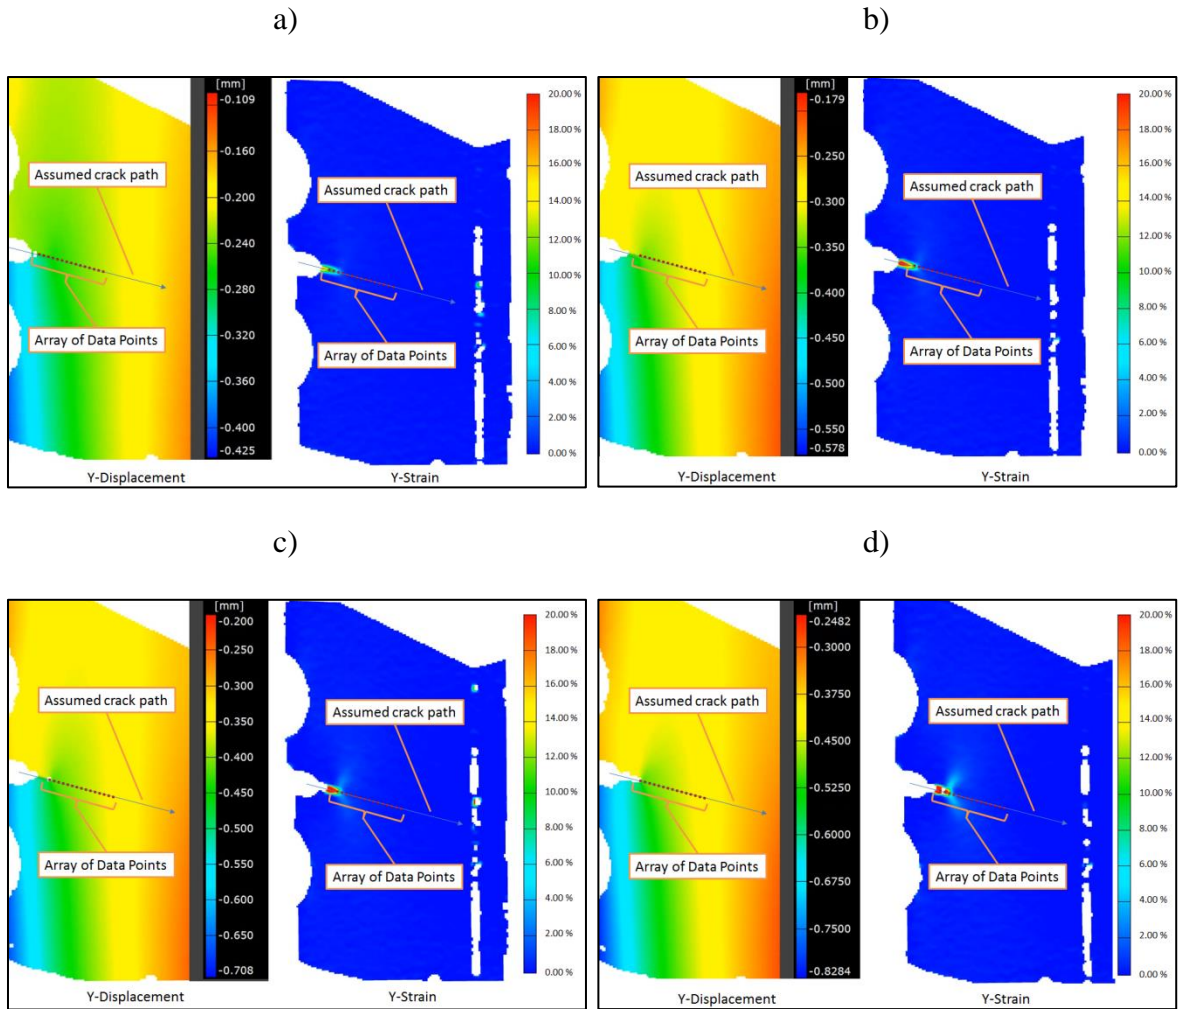 a)
b)
[mm]
-0.109
-0.160
-0.200
-0.240
-0.280
-0.320
-0.360
-0.400
-0.425
Assumed crack path
Array of Data Points
Y-Displacement
20.00 %
18.00 %
16.00 %
14.00 %
12.00 %
10.00 %
8.00 %
6.00 %
4.00 %
2.00 %
0.00 %
Assumed crack path
Array of Data Points
Y-Strain
[mm]
-0.179
-0.250
-0.300
-0.350
-0.400
-0.450
-0.500
-0.550
-0.578
Assumed crack path
Array of Data Points
Y-Displacement
20.00 %
18.00 %
16.00 %
14.00 %
12.00 %
10.00 %
8.00 %
6.00 %
4.00 %
2.00 %
0.00 %
Assumed crack path
Array of Data Points
Y-Strain
c)
d)
[mm]
-0.200
-0.250
-0.300
-0.350
-0.400
-0.450
-0.500
-0.550
-0.600
-0.650
-0.708
Assumed crack path
Array of Data Points
Y-Displacement
20.00 %
18.00 %
16.00 %
14.00 %
12.00 %
10.00 %
8.00 %
6.00 %
4.00 %
2.00 %
0.00 %
Assumed crack path
Array of Data Points
Y-Strain
[mm]
-0.2482
-0.3000
-0.3750
-0.4500
-0.5250
-0.6000
-0.6750
-0.7500
-0.8284
Assumed crack path
Array of Data Points
Y-Displacement
20.00 %
18.00 %
16.00 %
14.00 %
12.00 %
10.00 %
8.00 %
6.00 %
4.00 %
2.00 %
0.00 %
Assumed crack path
Array of Data Points
Y-Strain